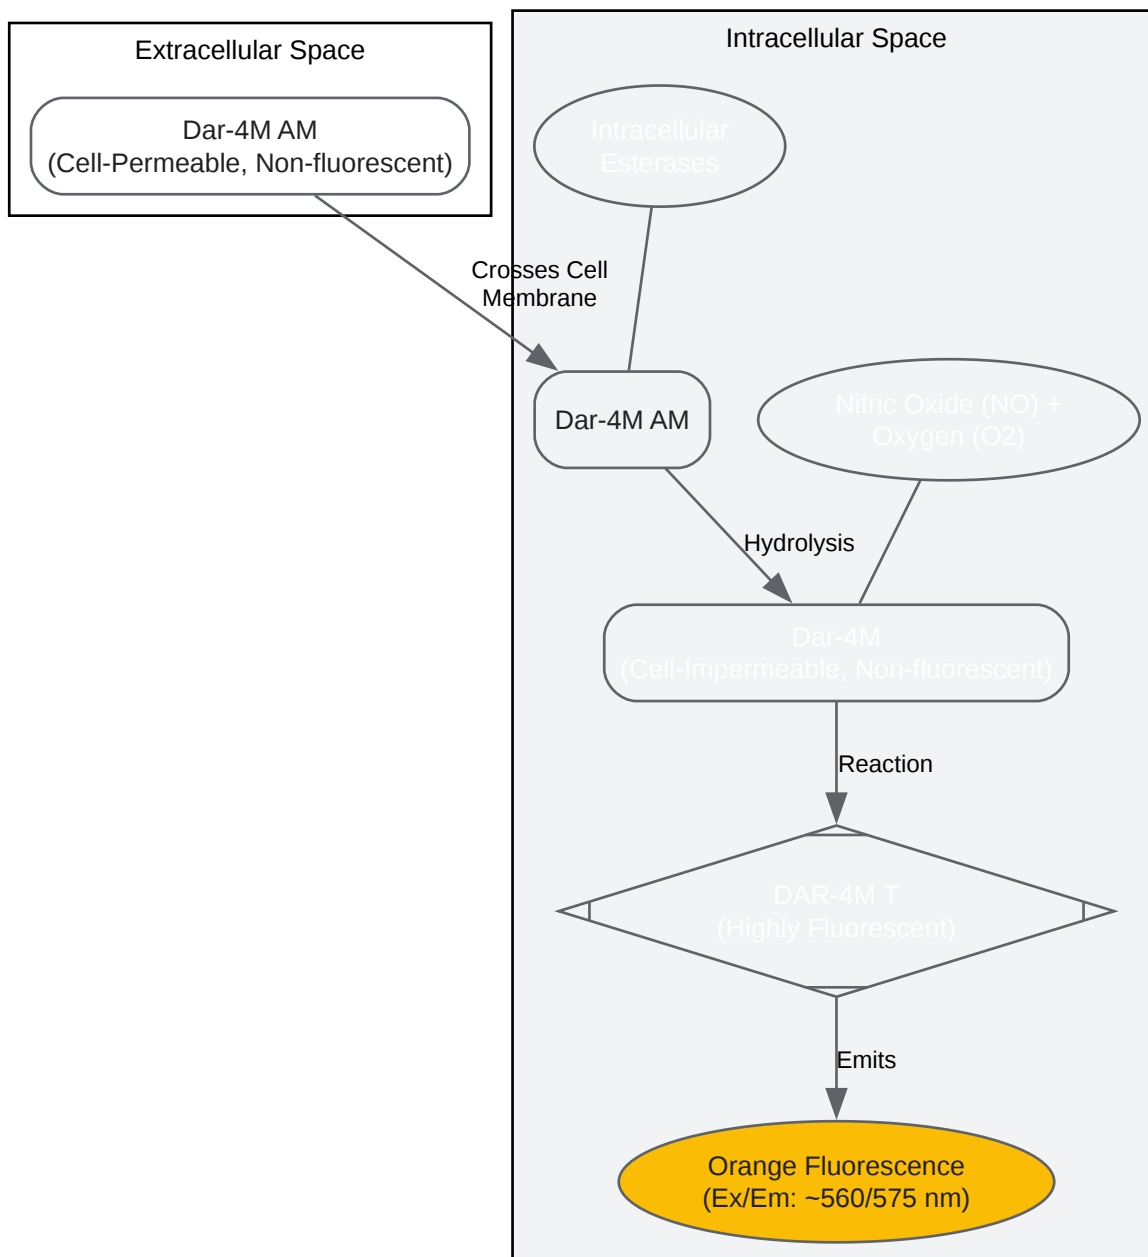 Extracellular Space
Intracellular Space
Dar-4M AM
(Cell-Permeable, Non-fluorescent)
Intracellular
Esterases
Crosses Cell
Membrane
Dar-4M AM
Nitric Oxide (NO) +
Oxygen (O2)
Hydrolysis
Dar-4M
(Cell-Impermeable, Non-fluorescent)
Reaction
DAR-4M T
(Highly Fluorescent)
Emits
Orange Fluorescence
(Ex/Em: ~560/575 nm)